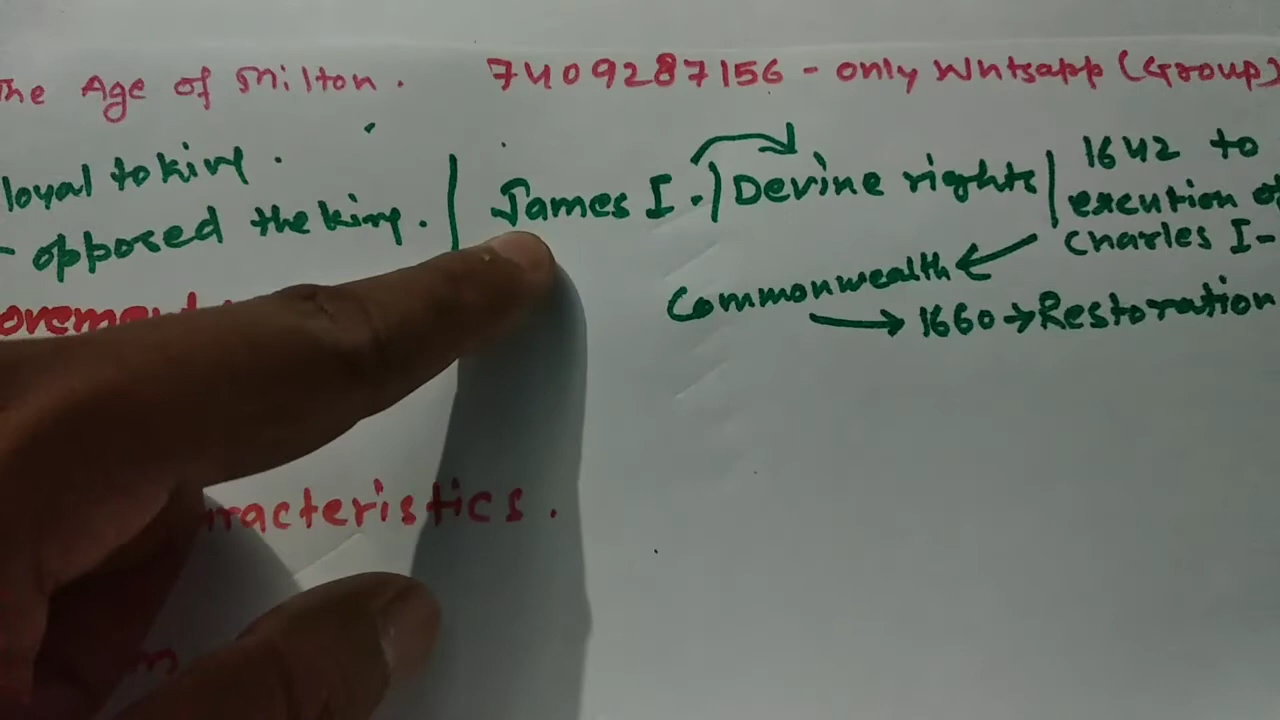 The Age of Milton. 7409287156 - only Whtsapp (Group)
loyal to king.
- opposed the king.
James I. Devine rights
1642 to
execution of
Charles I-
Commonwealth
1660 → Restoration
characteristics.